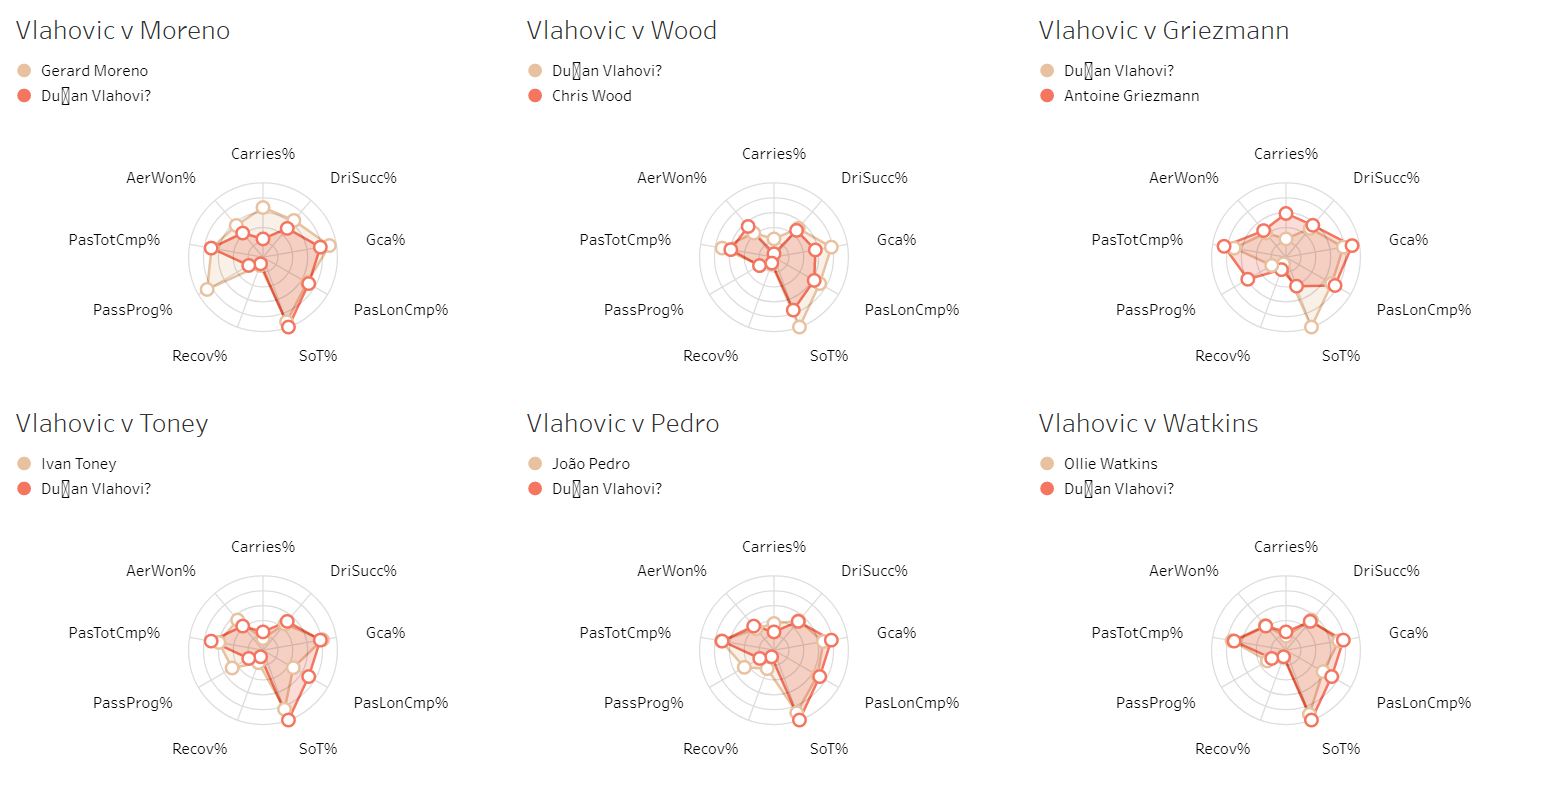 Vlahovic v Moreno
Gerard Moreno
Du▯an Vlahovi?
Carries%
AerWon%
DriSucc%
PasTotCmp%
Gca%
PassProg%
PasLonCmp%
Recov%
SoT%
Vlahovic v Wood
Du▯an Vlahovi?
Chris Wood
Carries%
AerWon%
DriSucc%
PasTotCmp%
Gca%
PassProg%
PasLonCmp%
Recov%
SoT%
Vlahovic v Griezmann
Du▯an Vlahovi?
Antoine Griezmann
Carries%
AerWon%
DriSucc%
PasTotCmp%
Gca%
PassProg%
PasLonCmp%
Recov%
SoT%
Vlahovic v Toney
Ivan Toney
Du▯an Vlahovi?
Carries%
AerWon%
DriSucc%
PasTotCmp%
Gca%
PassProg%
PasLonCmp%
Recov%
SoT%
Vlahovic v Pedro
João Pedro
Du▯an Vlahovi?
Carries%
AerWon%
DriSucc%
PasTotCmp%
Gca%
PassProg%
PasLonCmp%
Recov%
SoT%
Vlahovic v Watkins
Ollie Watkins
Du▯an Vlahovi?
Carries%
AerWon%
DriSucc%
PasTotCmp%
Gca%
PassProg%
PasLonCmp%
Recov%
SoT%